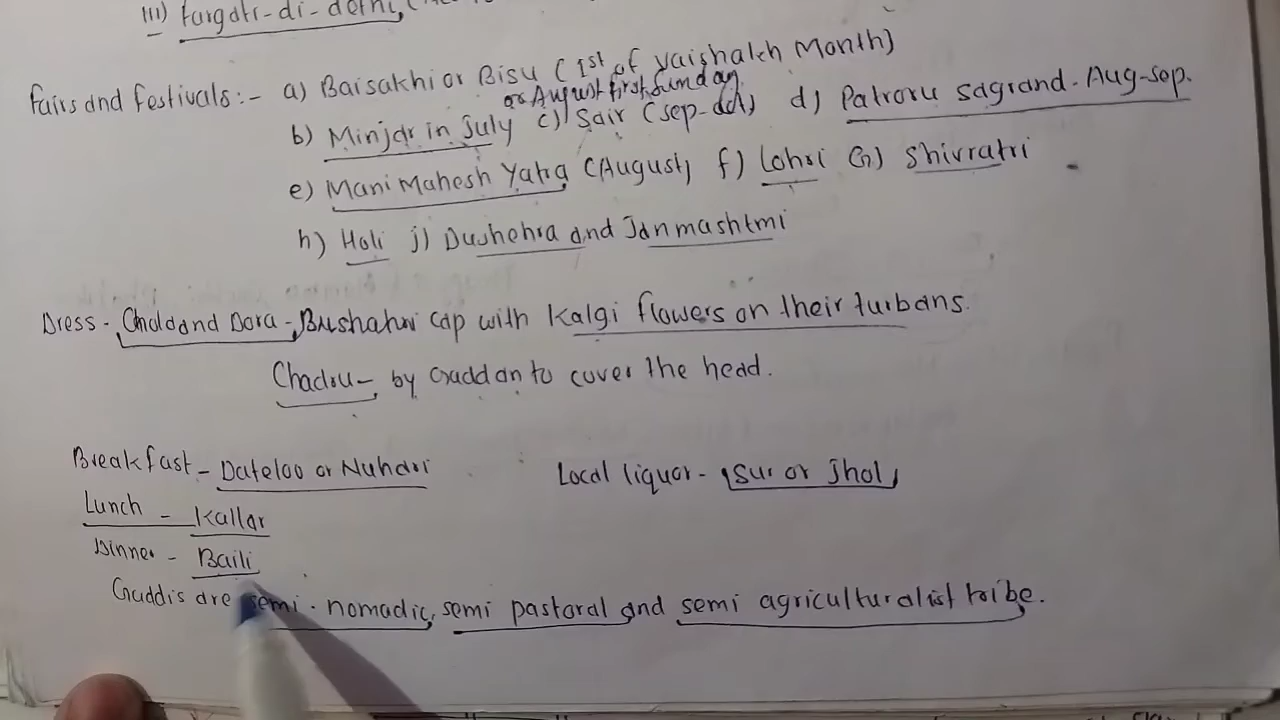 III)
Fairs and Festivals:- a) Baisakhi or Bisu (1st of Vaishakh Month)
or August first Sunday
b) Minjar in July c) Sair (Sep-oct) d) Patroru Sagrand - Aug-Sep.
e) Mani Mahesh Yatra (August) f) Lohri G) Shivratri
h) Holi j) Dushehra and Janmashtmi
Dress - Chola and Dora - Bushahri cap with Kalgi flowers on their turbans.
Chadru - by Gaddan to cover the head.
Breakfast - Dateloo or Nuhari
Local liquor - Sur or Jhol
Lunch - Kallar
Dinner - Baili
Gaddis are semi-nomadic, semi pastoral and semi agriculturalist tribe.